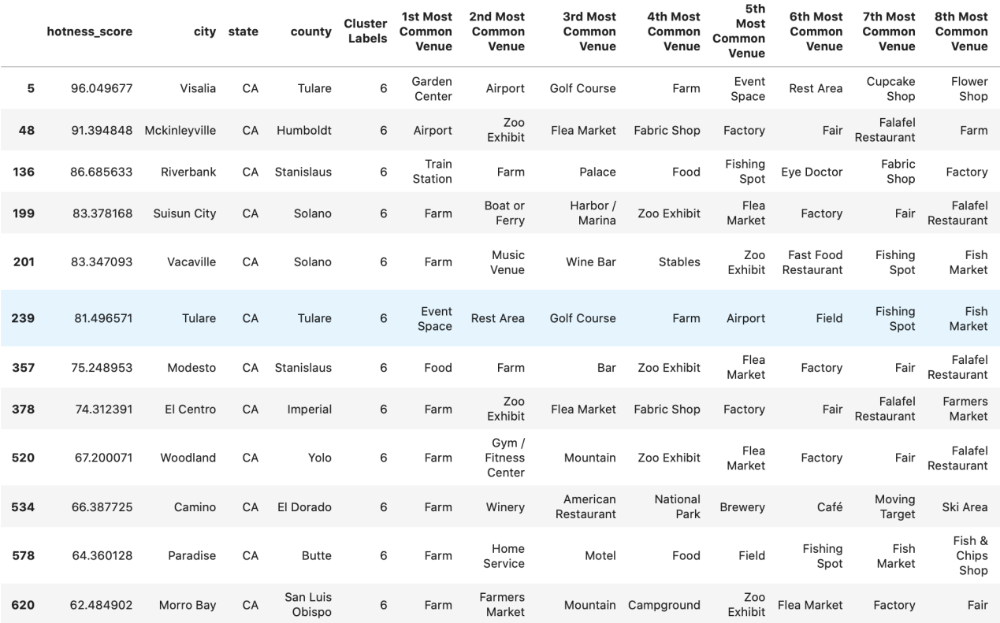 hotness_score city state county Cluster Labels 1st Most Common Venue 2nd Most Common Venue 3rd Most Common Venue 4th Most Common Venue 5th Most Common Venue 6th Most Common Venue 7th Most Common Venue 8th Most Common Venue
5 96.049677 Visalia CA Tulare 6 Garden Center Airport Golf Course Farm Event Space Rest Area Cupcake Shop Flower Shop
48 91.394848 Mckinleyville CA Humboldt 6 Airport Zoo Exhibit Flea Market Fabric Shop Factory Fair Falafel Restaurant Farm
136 86.685633 Riverbank CA Stanislaus 6 Train Station Farm Palace Food Fishing Spot Eye Doctor Fabric Shop Factory
199 83.378168 Suisun City CA Solano 6 Farm Boat or Ferry Harbor / Marina Zoo Exhibit Flea Market Factory Fair Falafel Restaurant
201 83.347093 Vacaville CA Solano 6 Farm Music Venue Wine Bar Stables Zoo Exhibit Fast Food Restaurant Fishing Spot Fish Market
239 81.496571 Tulare CA Tulare 6 Event Space Rest Area Golf Course Farm Airport Field Fishing Spot Fish Market
357 75.248953 Modesto CA Stanislaus 6 Food Farm Bar Zoo Exhibit Flea Market Factory Fair Falafel Restaurant
378 74.312391 El Centro CA Imperial 6 Farm Zoo Exhibit Flea Market Fabric Shop Factory Fair Falafel Restaurant Farmers Market
520 67.200071 Woodland CA Yolo 6 Farm Gym / Fitness Center Mountain Zoo Exhibit Flea Market Factory Fair Falafel Restaurant
534 66.387725 Camino CA El Dorado 6 Farm Winery American Restaurant National Park Brewery Café Moving Target Ski Area
578 64.360128 Paradise CA Butte 6 Farm Home Service Motel Food Field Fishing Spot Fish Market Fish & Chips Shop
620 62.484902 Morro Bay CA San Luis Obispo 6 Farm Farmers Market Mountain Campground Zoo Exhibit Flea Market Factory Fair